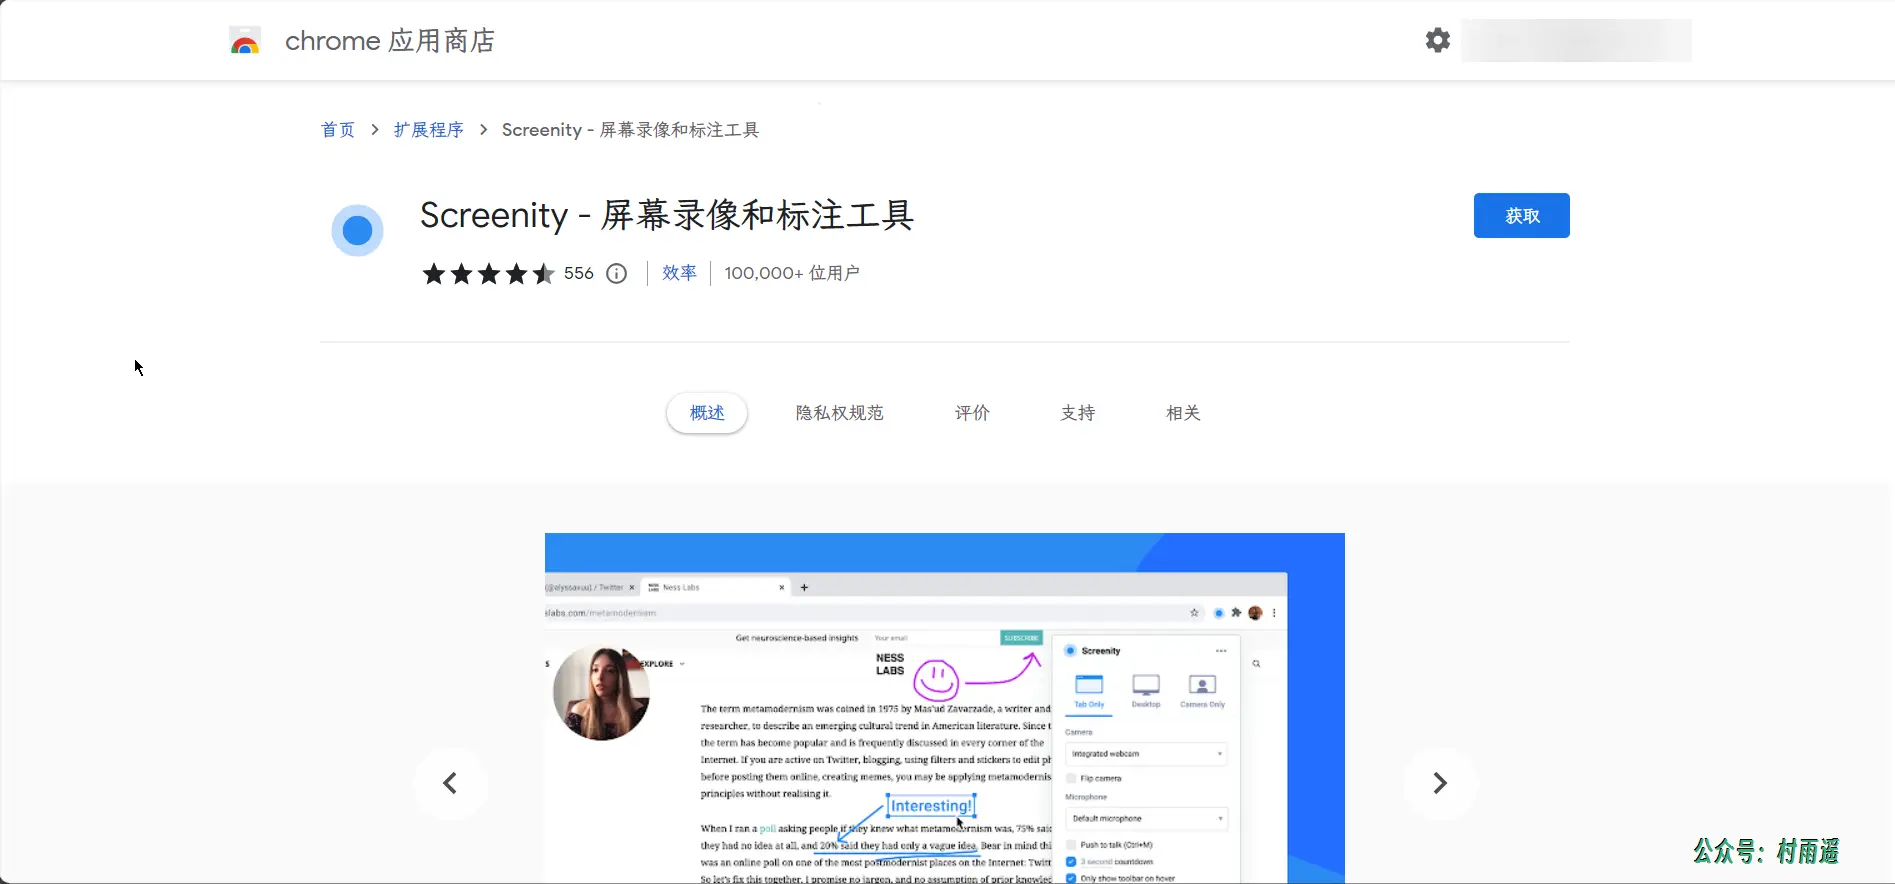 chrome 应用商店
首页 > 扩展程序 > Screenity - 屏幕录像和标注工具
Screenity - 屏幕录像和标注工具
获取
556 效率 100,000+ 位用户
概述 隐私权规范 评价 支持 相关
(@elyssavuu) / Twitter × NESS LABS Ness Labs × +
slabs.com/metamodernism
Get neuroscience-based insights Your email SUBSCRIBE
S EXPLORE
NESS
LABS
The term metamodernism was coined in 1975 by Mas'ud Zavarzade, a writer and
researcher, to describe an emerging cultural trend in American literature. Since t
the term has become popular and is frequently discussed in every corner of the
Internet. If you are active on Twitter, blogging, using filters and stickers to edit ph
before posting them online, creating memes, you may be applying metamodernis
principles without realising it.
Interesting!
When I ran a poll asking people if they knew what metamodernism was, 75% said
they had no idea at all, and 20% said they had only a vague idea. Bear in mind thi
was an online poll on one of the most postmodernist places on the Internet: Twitt
So let's fix this together. I promise no jargon, and no assumption of prior knowled
Screenity
Tab Only Desktop Camera Only
Camera
Integrated webcam
Flip camera
Microphone
Default microphone
Push to talk (Ctrl+M)
3 second countdown
Only show toolbar on hover
公众号：村雨遥